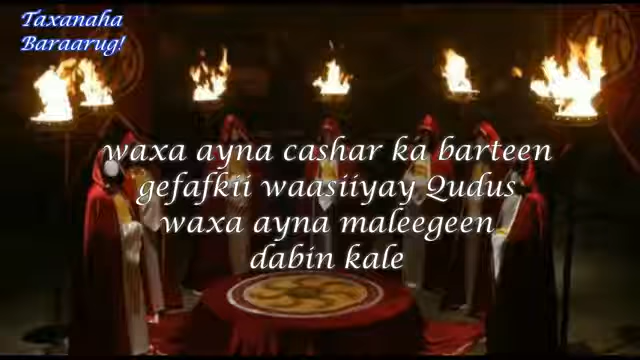 Taxanaha
Baraarug!
waxa ayna cashar ka barteen
gefafkii waasiiyay Qudus
waxa ayna maleegeen
dabin kale